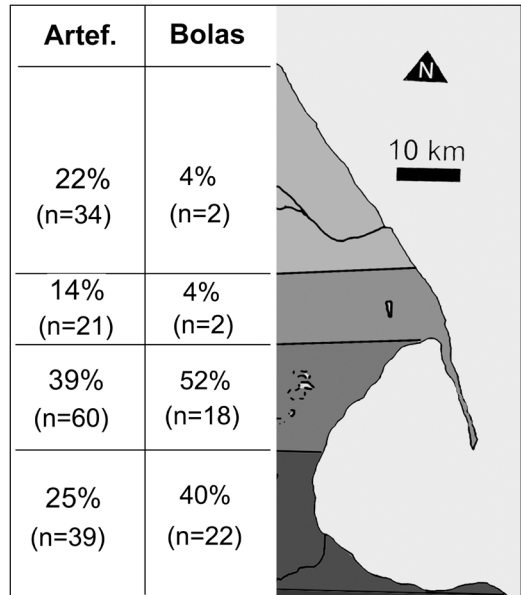 Artef. Bolas
N
10 km
22% 4%
(n=34) (n=2)
14% 4%
(n=21) (n=2)
39% 52%
(n=60) (n=18)
25% 40%
(n=39) (n=22)